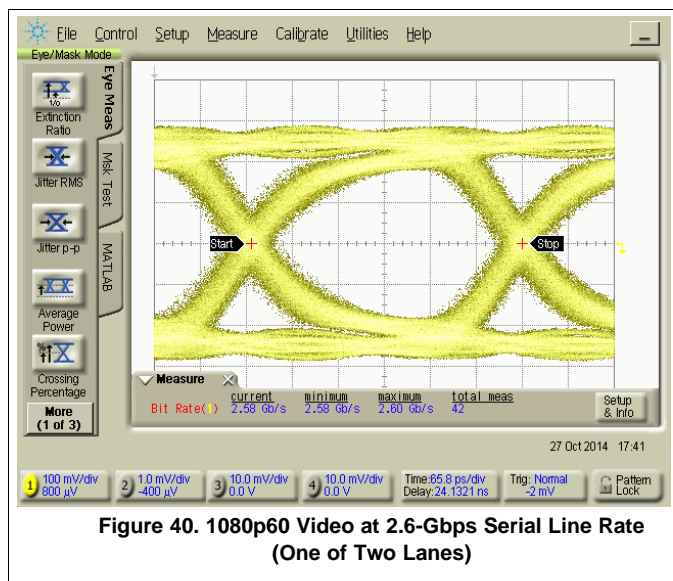 File Control Setup Measure Calibrate Utilities Help
Eye/Mask Mode
Eye Meas
Msk Test
MATLAB
1/0
Extinction
Ratio
Jitter RMS
Jitter p-p
Average
Power
%
Crossing
Percentage
More
(1 of 3)
Start
Stop
Measure
current minimum maximum total meas
Bit Rate(1) 2.58 Gb/s 2.58 Gb/s 2.60 Gb/s 42
Setup
& Info
27 Oct 2014 17:41
1 100 mV/div
800 µV
2 1.0 mV/div
-400 µV
3 10.0 mV/div
0.0 V
4 10.0 mV/div
0.0 V
Time:65.8 ps/div
Delay:24.1321 ns
Trig: Normal
-2 mV
Pattern
Lock
Figure 40. 1080p60 Video at 2.6-Gbps Serial Line Rate
(One of Two Lanes)